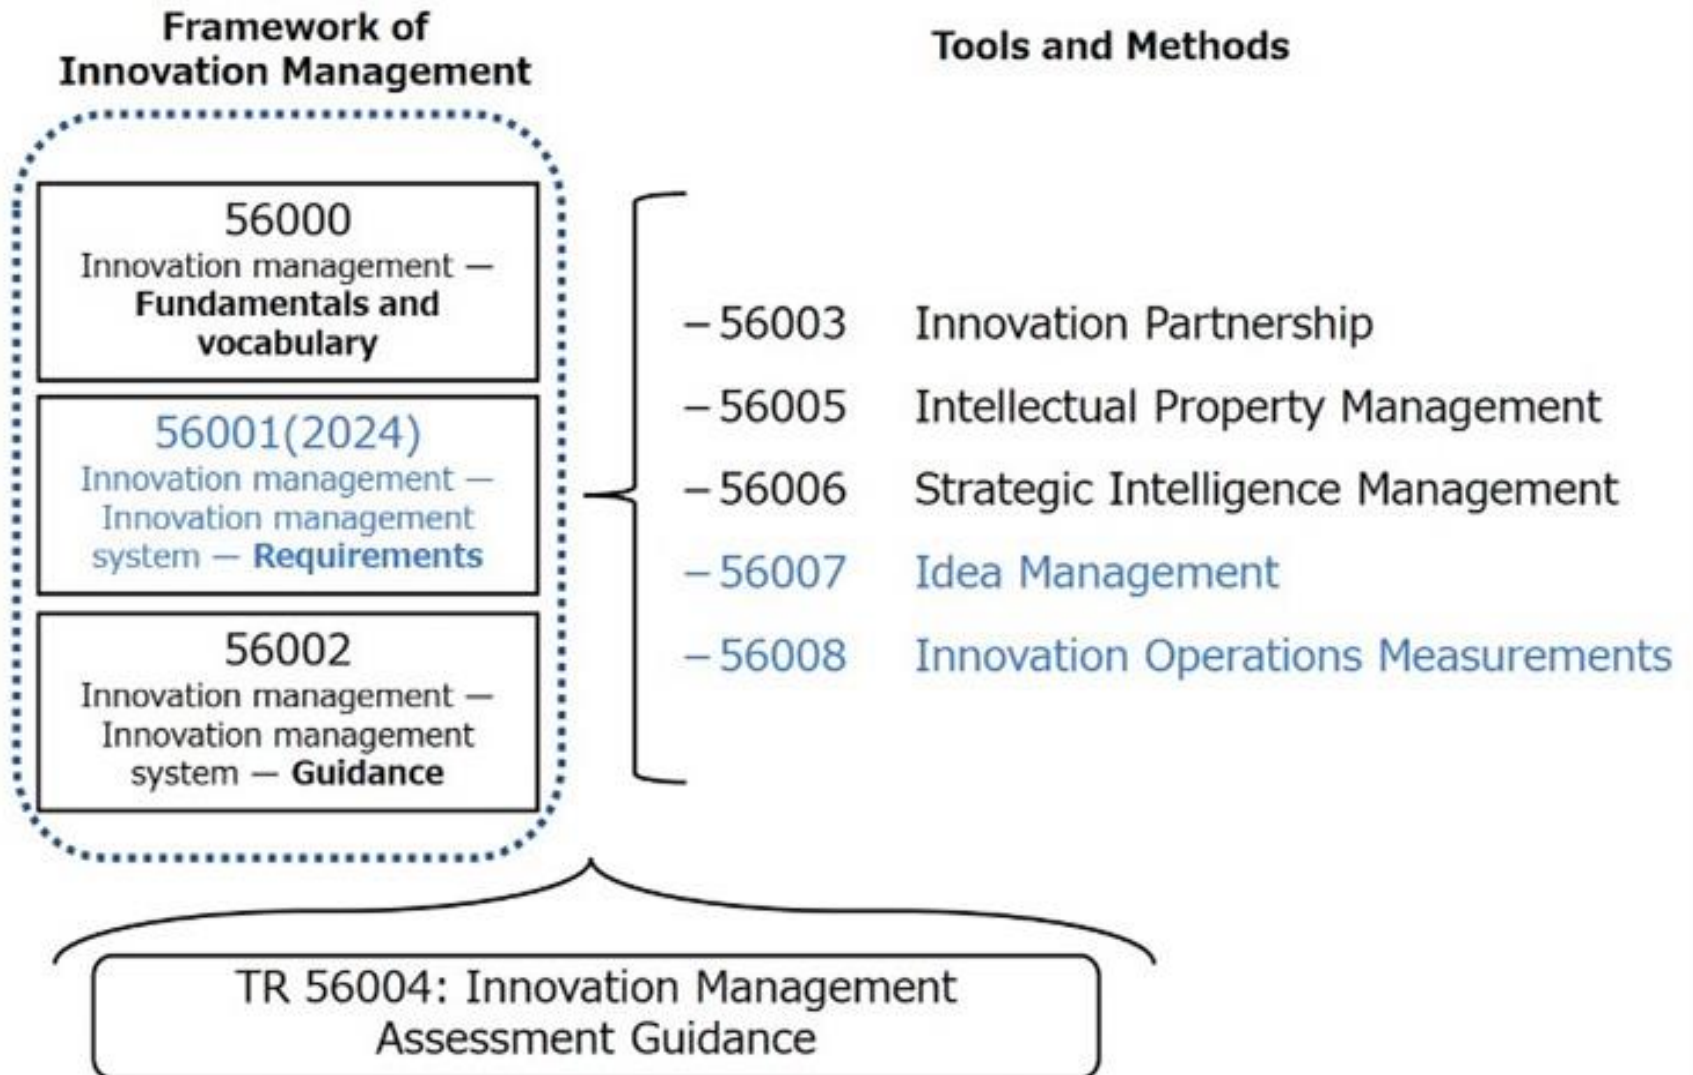 Framework of
Innovation Management
Tools and Methods
56000
Innovation management —
Fundamentals and
vocabulary
56001(2024)
Innovation management —
Innovation management
system — Requirements
56002
Innovation management —
Innovation management
system — Guidance
– 56003 Innovation Partnership
– 56005 Intellectual Property Management
– 56006 Strategic Intelligence Management
– 56007 Idea Management
– 56008 Innovation Operations Measurements
TR 56004: Innovation Management
Assessment Guidance